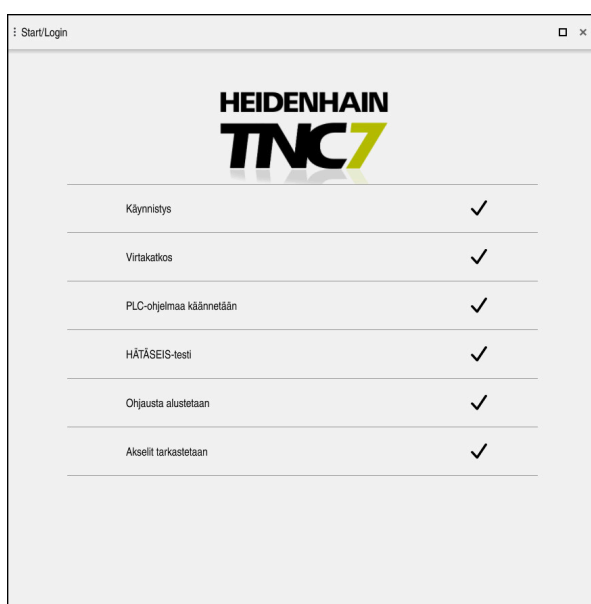 Start/Login
HEIDENHAIN
TNC7
Käynnistys
Virtakatkos
PLC-ohjelmaa käännetään
HÄTÄSEIS-testi
Ohjausta alustetaan
Akselit tarkastetaan